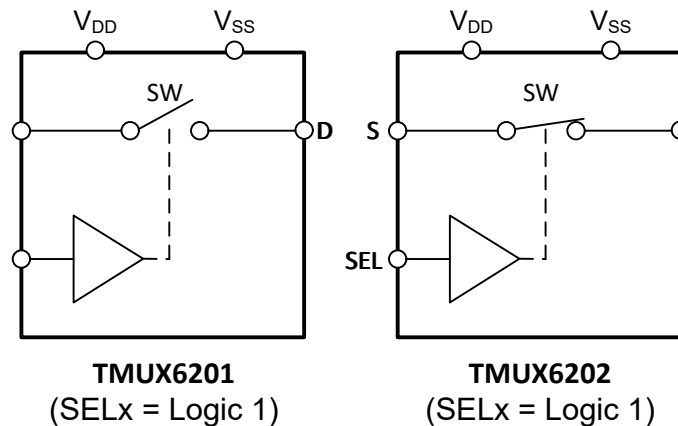 VDD VSS VDD VSS
SW SW
D S
SEL
TMUX6201 TMUX6202
(SELx = Logic 1) (SELx = Logic 1)